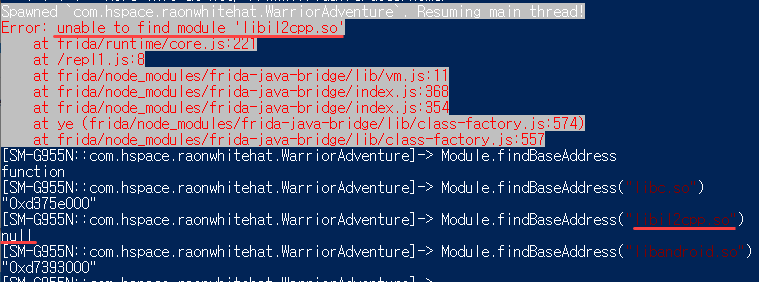 Spawned `com.hspace.raonwhitehat.WarriorAdventure`. Resuming main thread!
Error: unable to find module 'libil2cpp.so'
at frida/runtime/core.js:221
at /repl1.js:8
at frida/node_modules/frida-java-bridge/lib/vm.js:11
at frida/node_modules/frida-java-bridge/index.js:368
at frida/node_modules/frida-java-bridge/index.js:354
at ye (frida/node_modules/frida-java-bridge/lib/class-factory.js:574)
at frida/node_modules/frida-java-bridge/lib/class-factory.js:557
[SM-G955N::com.hspace.raonwhitehat.WarriorAdventure]-> Module.findBaseAddress
function
[SM-G955N::com.hspace.raonwhitehat.WarriorAdventure]-> Module.findBaseAddress("libc.so")
"0xd375e000"
[SM-G955N::com.hspace.raonwhitehat.WarriorAdventure]-> Module.findBaseAddress("libil2cpp.so")
null
[SM-G955N::com.hspace.raonwhitehat.WarriorAdventure]-> Module.findBaseAddress("libandroid.so")
"0xd7393000"